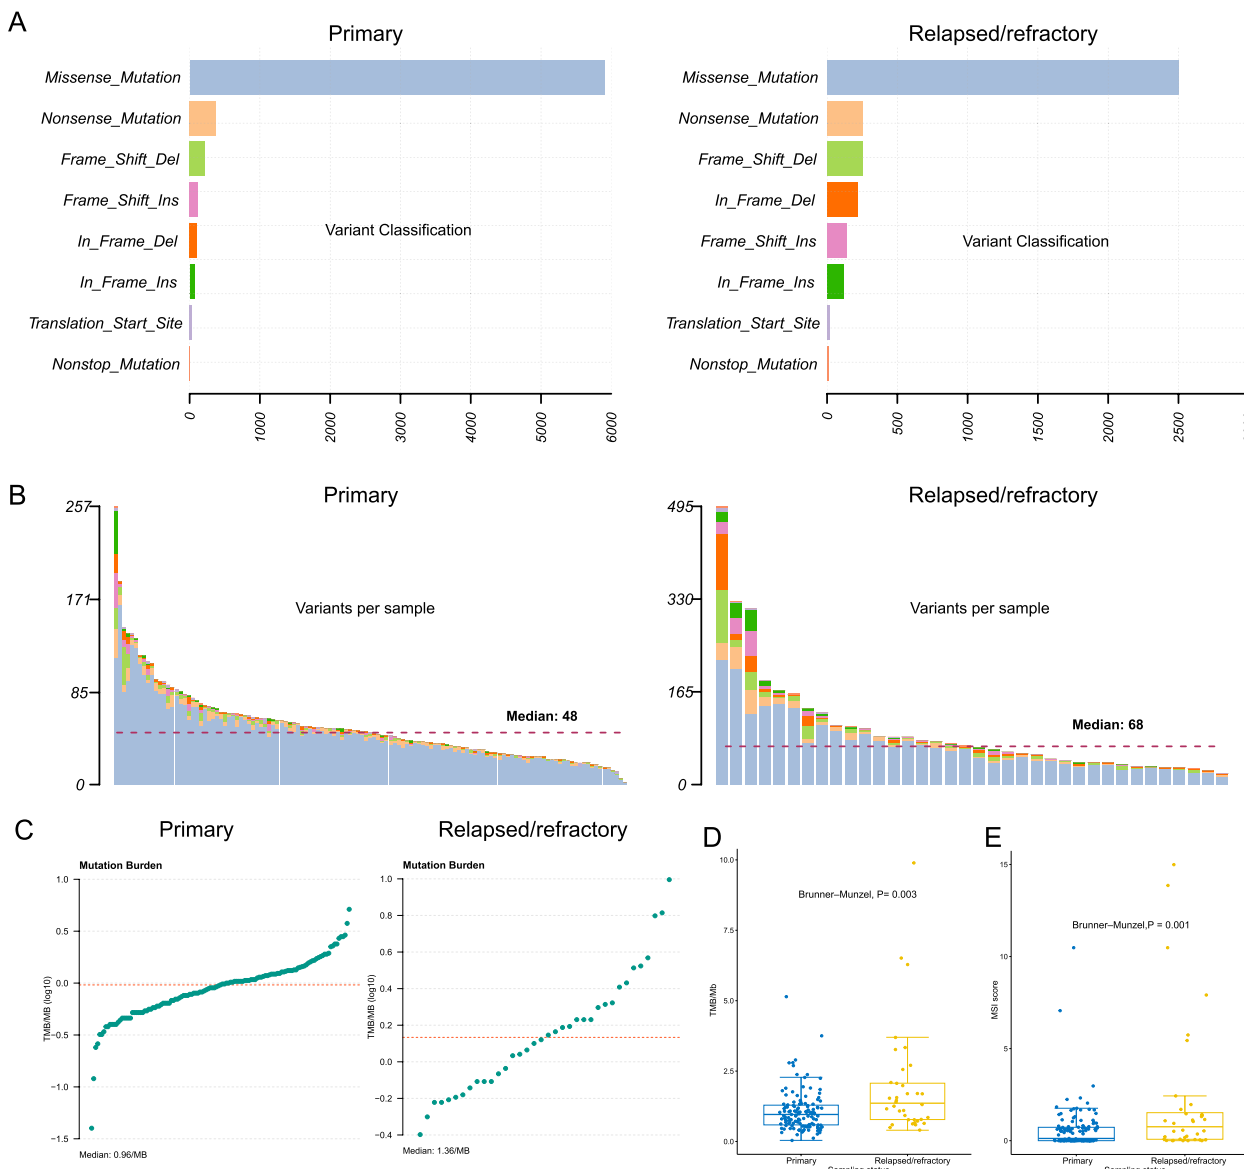 A
Primary
Relapsed/refractory
Missense_Mutation
Nonsense_Mutation
Frame_Shift_Del
Frame_Shift_Ins
In_Frame_Del
In_Frame_Ins
Translation_Start_Site
Nonstop_Mutation
Variant Classification
0 1000 2000 3000 4000 5000 6000
Missense_Mutation
Nonsense_Mutation
Frame_Shift_Del
In_Frame_Del
Frame_Shift_Ins
In_Frame_Ins
Translation_Start_Site
Nonstop_Mutation
Variant Classification
0 500 1000 1500 2000 2500
B
Primary
257
171
85
0
Variants per sample
Median: 48
Relapsed/refractory
495
330
165
0
Variants per sample
Median: 68
C
Primary
Mutation Burden
TMB/MB (log10)
1.0
0.5
0.0
−0.5
−1.0
−1.5
Median: 0.96/MB
Relapsed/refractory
Mutation Burden
TMB/MB (log10)
1.0
0.8
0.6
0.4
0.2
0.0
−0.2
−0.4
Median: 1.36/MB
D
Brunner–Munzel, P= 0.003
TMB/Mb
10.0
7.5
5.0
2.5
0.0
Primary
Relapsed/refractory
Sampling status
E
Brunner–Munzel,P = 0.001
MSI score
15
10
5
0
Primary
Relapsed/refractory
Sampling status